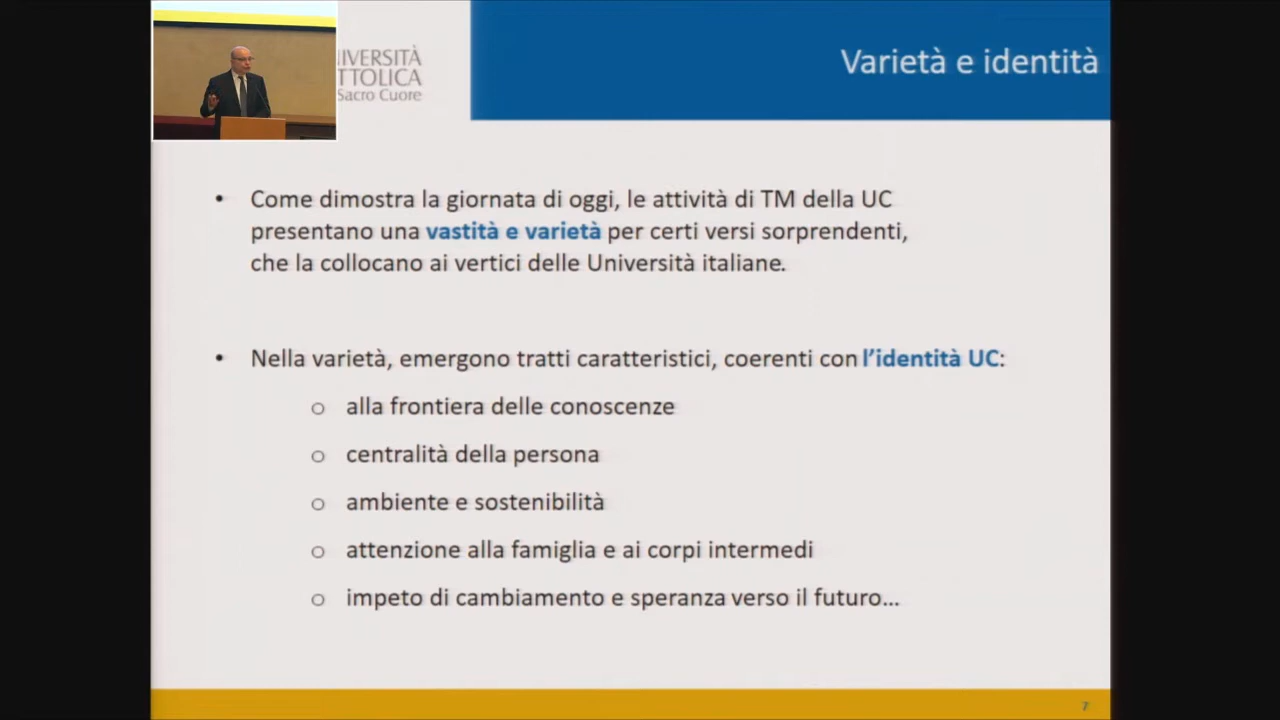 IVERSITÀ
TTOLICA
Sacro Cuore
Varietà e identità
• Come dimostra la giornata di oggi, le attività di TM della UC
presentano una vastità e varietà per certi versi sorprendenti,
che la collocano ai vertici delle Università italiane.
• Nella varietà, emergono tratti caratteristici, coerenti con l’identità UC:
o alla frontiera delle conoscenze
o centralità della persona
o ambiente e sostenibilità
o attenzione alla famiglia e ai corpi intermedi
o impeto di cambiamento e speranza verso il futuro…
7